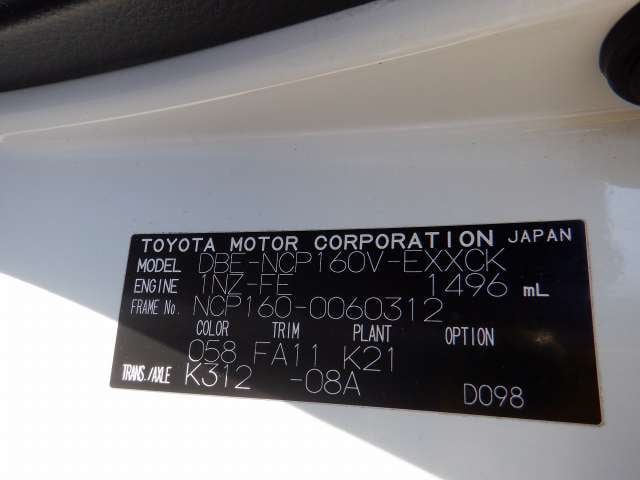 TOYOTA MOTOR CORPORATION JAPAN
MODEL DBE-NCP160V-EXXCK
ENGINE 1NZ-FE 1496 mL
FRAME No. NCP160-0060312
COLOR TRIM PLANT OPTION
058 FA11 K21
TRANS./AXLE K312 -08A D098